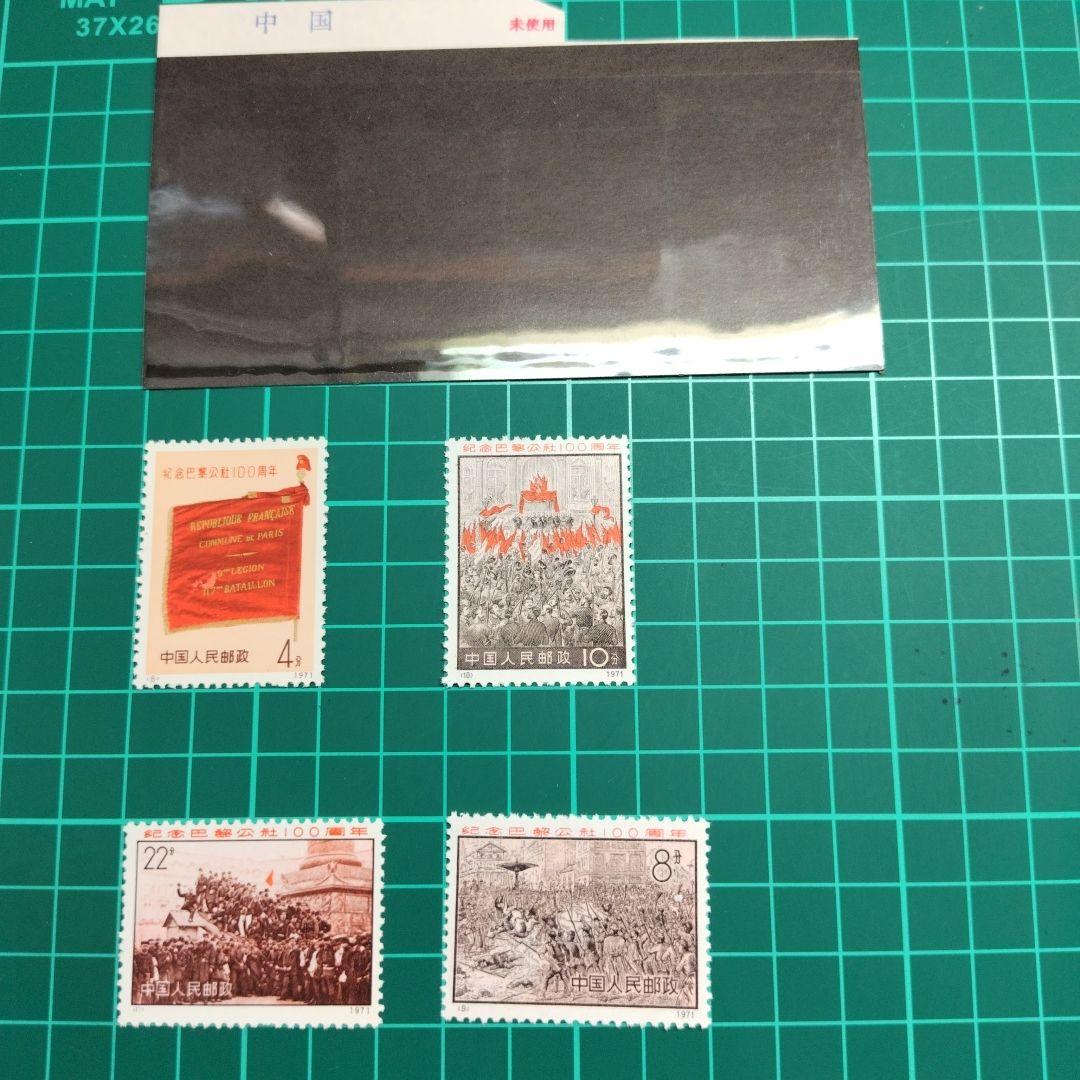 37X26
中国
未使用
紀念巴黎公社100周年
REPUBLIQUE FRANÇAISE
COMMUNE DE PARIS
LEGION
BATAILLON
中国人民邮政 4分
(8) 1971
紀念巴黎公社100周年
中国人民邮政 10分
(10) 1971
紀念巴黎公社100周年
22分
中国人民邮政
1971
紀念巴黎公社100周年
8分
中国人民邮政
(9) 1971